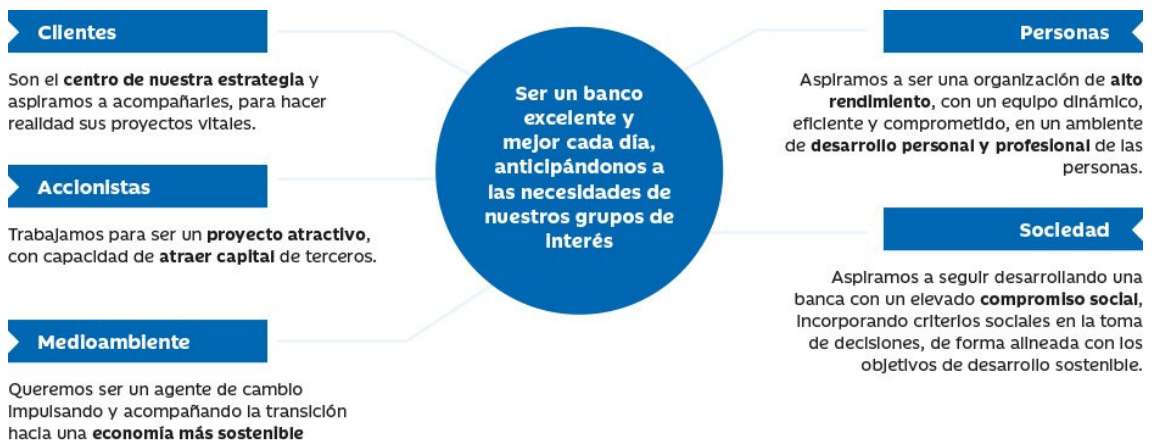 Clientes
Son el centro de nuestra estrategia y
aspiramos a acompañarles, para hacer
realidad sus proyectos vitales.
Accionistas
Trabajamos para ser un proyecto atractivo,
con capacidad de atraer capital de terceros.
Medioambiente
Queremos ser un agente de cambio
impulsando y acompañando la transición
hacia una economía más sostenible
Ser un banco
excelente y
mejor cada día,
anticipándonos a
las necesidades de
nuestros grupos de
interés
Personas
Aspiramos a ser una organización de alto
rendimiento, con un equipo dinámico,
eficiente y comprometido, en un ambiente
de desarrollo personal y profesional de las
personas.
Sociedad
Aspiramos a seguir desarrollando una
banca con un elevado compromiso social,
incorporando criterios sociales en la toma
de decisiones, de forma alineada con los
objetivos de desarrollo sostenible.